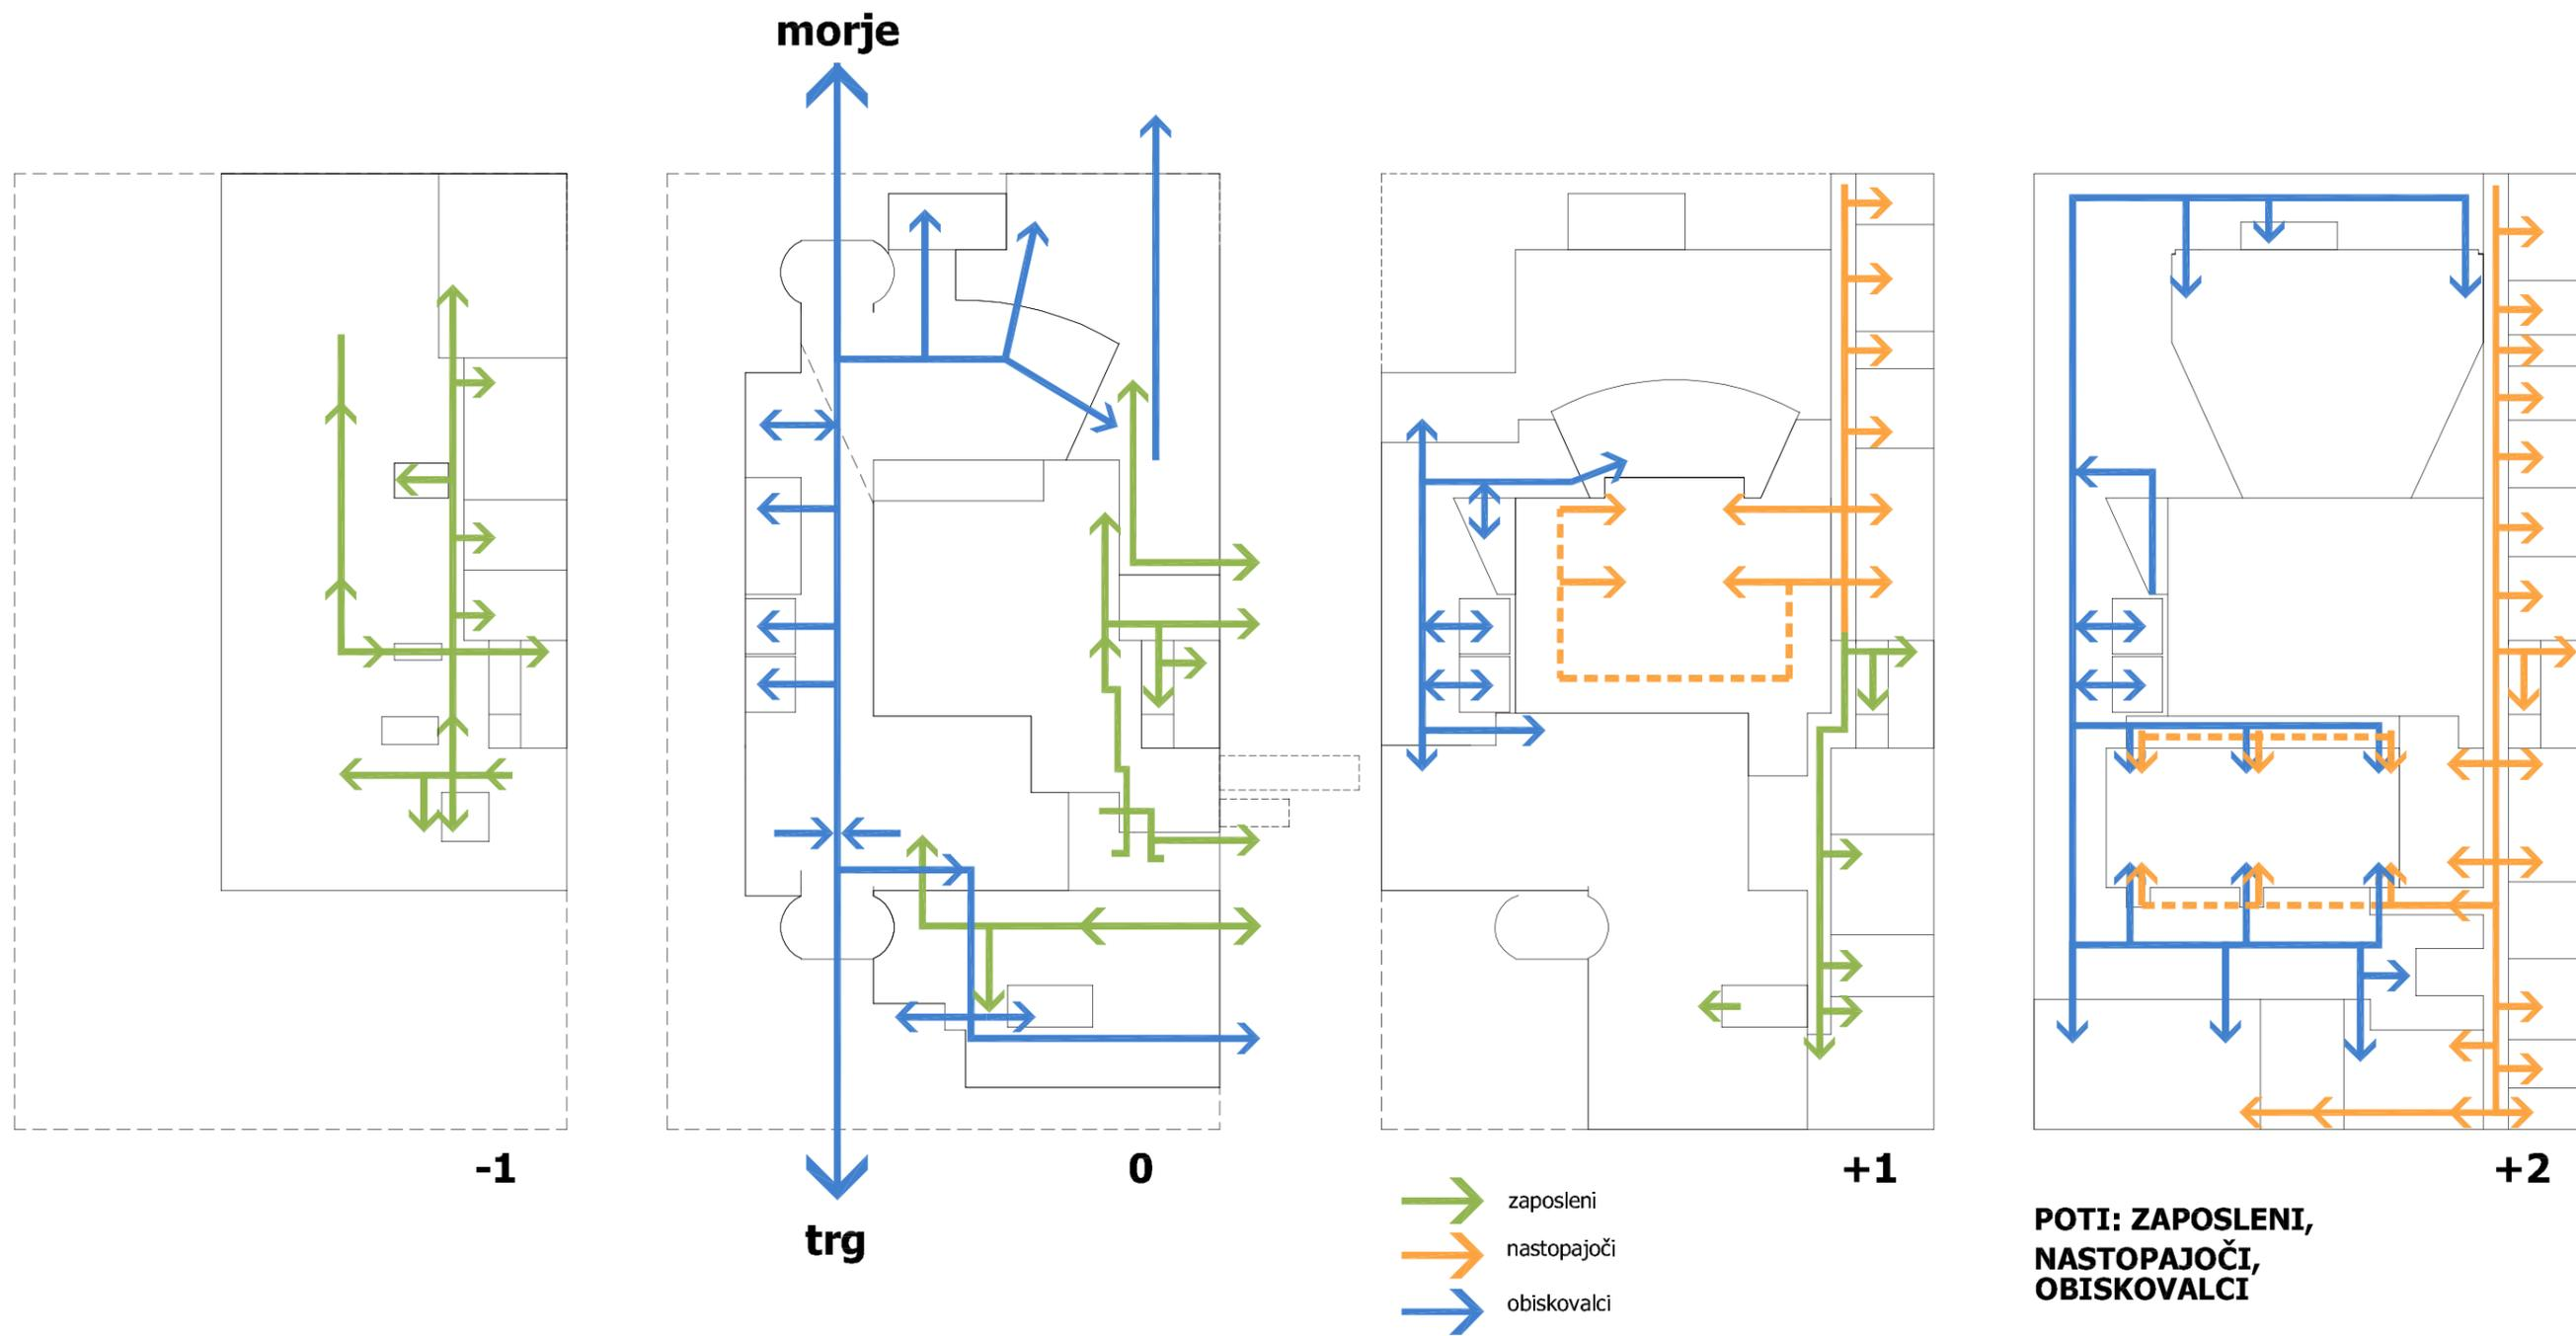 morje
-1
0
+1
+2
trg
zaposleni
nastopajoči
obiskovalci
POTI: ZAPOSLENI,
NASTOPAJOČI,
OBISKOVALCI